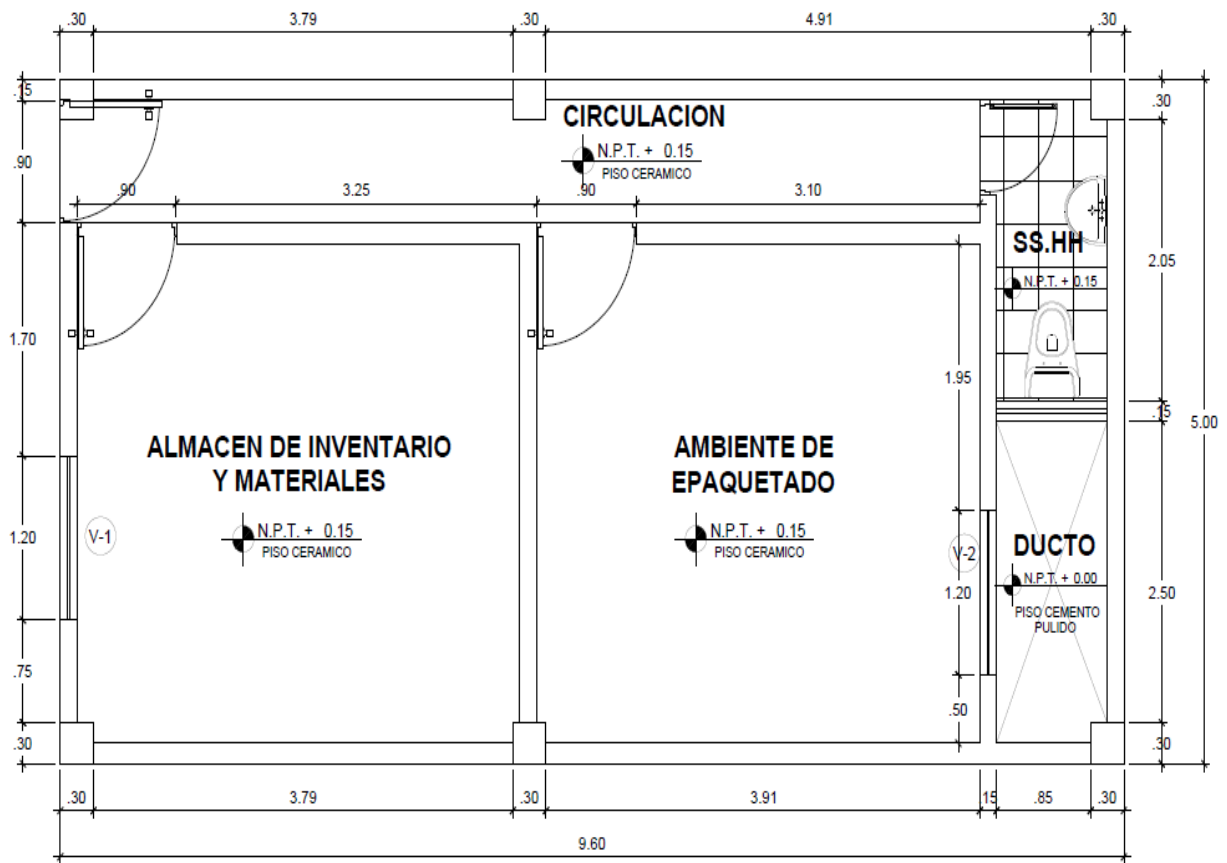 .30 3.79 .30 4.91 .30
.15
.30
CIRCULACION
N.P.T. + 0.15
PISO CERAMICO
.90
.90 3.25 .90 3.10
SS.HH
2.05
N.P.T. + 0.15
1.70
1.95
.15
5.00
ALMACEN DE INVENTARIO
Y MATERIALES
AMBIENTE DE
EPAQUETADO
N.P.T. + 0.15
PISO CERAMICO
N.P.T. + 0.15
PISO CERAMICO
1.20
V-1
V-2
DUCTO
N.P.T. + 0.00
1.20
2.50
PISO CEMENTO
PULIDO
.75
.50
.30
.30
.30 3.79 .30 3.91 .15 .85 .30
9.60